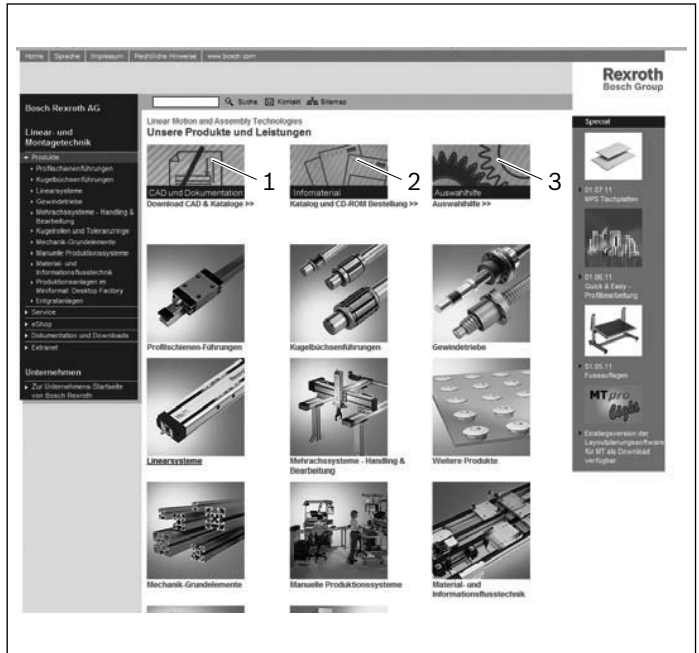 Home Sprache Impressum Rechtliche Hinweise www.bosch.com
Rexroth
Bosch Group
Suche Kontakt Sitemap
Bosch Rexroth AG
Linear- und
Montagetechnik
Produkte
Profilschienenführungen
Kugelbüchsenführungen
Linearsysteme
Gewindetriebe
Mehrachssysteme - Handling &
Bearbeitung
Kugelrollen und Toleranzringe
Mechanik-Grundelemente
Manuelle Produktionssysteme
Material- und
Informationsflusstechnik
Produktionsanlagen im
Miniformat: Desktop Factory
Entgratanlagen
Service
eShop
Dokumentation und Downloads
Extranet
Unternehmen
Zur Unternehmens-Startseite
von Bosch Rexroth
Linear Motion and Assembly Technologies
Unsere Produkte und Leistungen
1
CAD und Dokumentation
Download CAD & Kataloge >>
2
Infomaterial
Katalog und CD-ROM Bestellung >>
3
Auswahlhilfe
Auswahlhilfe >>
Profilschienen-Führungen
Kugelbüchsenführungen
Gewindetriebe
Linearsysteme
Mehrachssysteme - Handling &
Bearbeitung
Weitere Produkte
Mechanik-Grundelemente
Manuelle Produktionssysteme
Material- und
Informationsflusstechnik
Special
01.07.11
MPS Tischplatten
01.06.11
Quick & Easy -
Profilbearbeitung
01.05.11
Fussauflagen
MTpro
light
Einstiegsversion der
Layoutplanungssoftware
für MT als Download
verfügbar